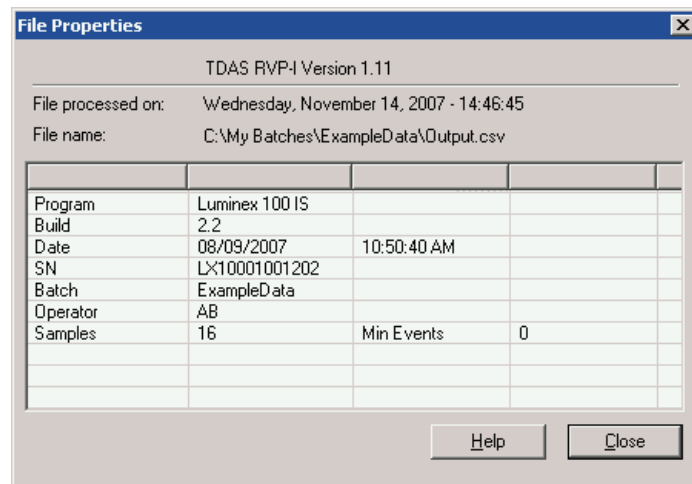 File Properties
TDAS RVP-I Version 1.11
File processed on: Wednesday, November 14, 2007 - 14:46:45
File name: C:\My Batches\ExampleData\Output.csv
Program Luminex 100 IS
Build 2.2
Date 08/09/2007 10:50:40 AM
SN LX10001001202
Batch ExampleData
Operator AB
Samples 16 Min Events 0
Help Close